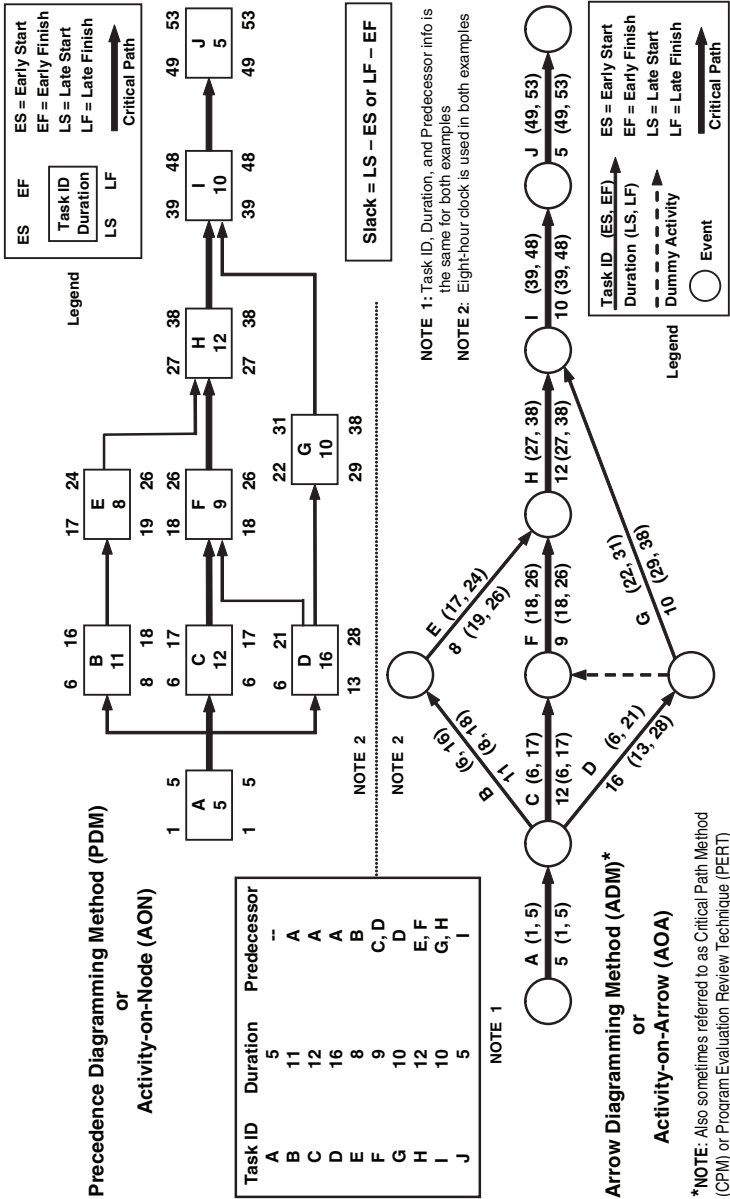 Precedence Diagramming Method (PDM)
or
Activity-on-Node (AON)
Legend
ES EF
Task ID
Duration
LS LF
ES = Early Start
EF = Early Finish
LS = Late Start
LF = Late Finish
Critical Path
1 5
A
5
1 5
6 16
B
11
8 18
6 17
C
12
6 17
6 21
D
16
13 28
17 24
E
8
19 26
18 26
F
9
18 26
22 31
G
10
29 38
27 38
H
12
27 38
39 48
I
10
39 48
49 53
J
5
49 53
NOTE 2
Slack = LS – ES or LF – EF
Task ID Duration Predecessor
A 5 --
B 11 A
C 12 A
D 16 A
E 8 B
F 9 C, D
G 10 D
H 12 E, F
I 10 G, H
J 5 I
NOTE 1
NOTE 2
NOTE 1: Task ID, Duration, and Predecessor info is
the same for both examples
NOTE 2: Eight-hour clock is used in both examples
A (1, 5)
5 (1, 5)
B (6, 16)
11 (8, 18)
C (6, 17)
12 (6, 17)
D (6, 21)
16 (13, 28)
E (17, 24)
8 (19, 26)
F (18, 26)
9 (18, 26)
G (22, 31)
10 (29, 38)
H (27, 38)
12 (27, 38)
I (39, 48)
10 (39, 48)
J (49, 53)
5 (49, 53)
Arrow Diagramming Method (ADM)*
or
Activity-on-Arrow (AOA)
Legend
Task ID (ES, EF)
Duration (LS, LF)
Dummy Activity
Event
ES = Early Start
EF = Early Finish
LS = Late Start
LF = Late Finish
Critical Path
*NOTE: Also sometimes referred to as Critical Path Method
(CPM) or Program Evaluation Review Technique (PERT)